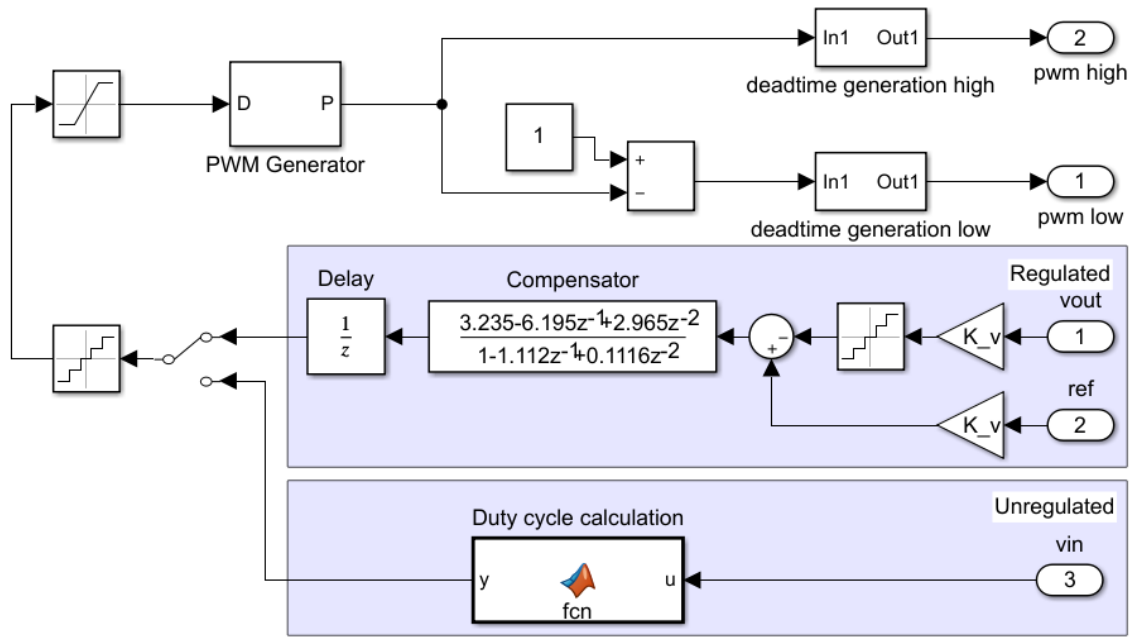 In1 Out1
2
deadtime generation high
pwm high
D P
PWM Generator
1
+
−
In1 Out1
1
deadtime generation low
pwm low
Regulated
Delay
Compensator
vout
1
z
3.235-6.195z-1+2.965z-2
1-1.112z-1+0.1116z-2
−
+
K_v
1
ref
K_v
2
Unregulated
Duty cycle calculation
vin
y
u
fcn
3